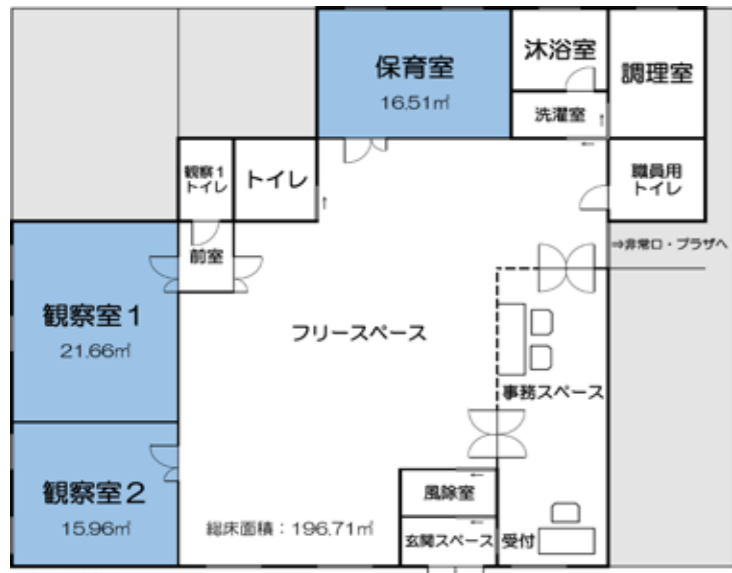 保育室
16.51㎡
沐浴室
洗濯室
↑
調理室
観察1
トイレ
トイレ
↑
←
職員用
トイレ
前室
⇒非常口・プラザへ
観察室1
21.66㎡
フリースペース
事務スペース
観察室2
15.96㎡
総床面積：196.71㎡
←
風除室
←
玄関スペース
受付